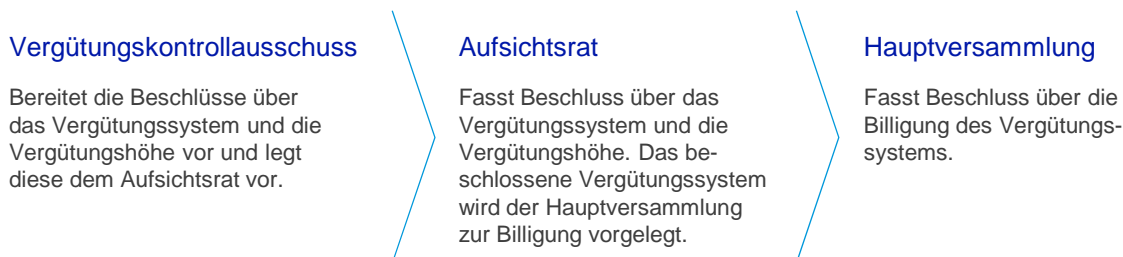 Vergütungskontrollausschuss
Bereitet die Beschlüsse über
das Vergütungssystem und die
Vergütungshöhe vor und legt
diese dem Aufsichtsrat vor.
Aufsichtsrat
Fasst Beschluss über das
Vergütungssystem und die
Vergütungshöhe. Das be-
schlossene Vergütungssystem
wird der Hauptversammlung
zur Billigung vorgelegt.
Hauptversammlung
Fasst Beschluss über die
Billigung des Vergütungs-
systems.